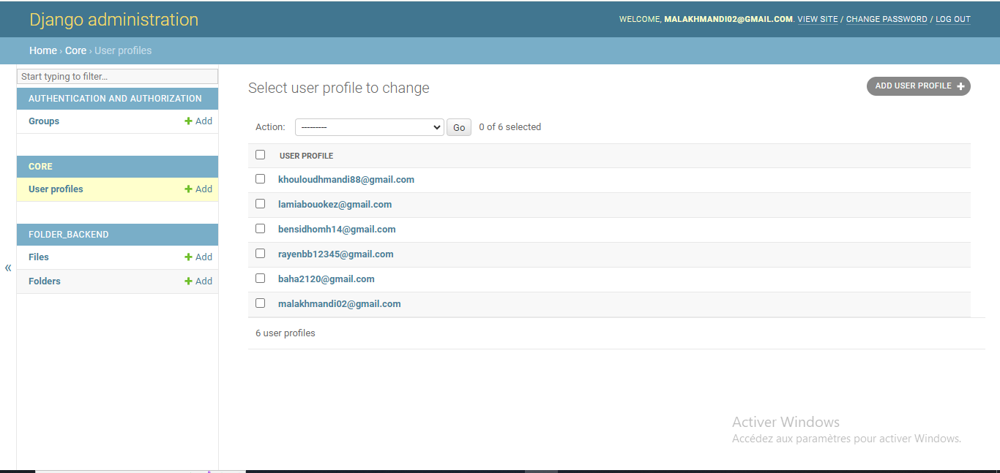 Django administration
WELCOME, MALAKHMANDI02@GMAIL.COM. VIEW SITE / CHANGE PASSWORD / LOG OUT
Home › Core › User profiles
Start typing to filter...
AUTHENTICATION AND AUTHORIZATION
Groups + Add
CORE
User profiles + Add
FOLDER_BACKEND
Files + Add
Folders + Add
«
Select user profile to change
ADD USER PROFILE +
Action: --------- Go 0 of 6 selected
USER PROFILE
khouloudhmandi88@gmail.com
lamiabouokez@gmail.com
bensidhomh14@gmail.com
rayenbb12345@gmail.com
baha2120@gmail.com
malakhmandi02@gmail.com
6 user profiles
Activer Windows
Accédez aux paramètres pour activer Windows.